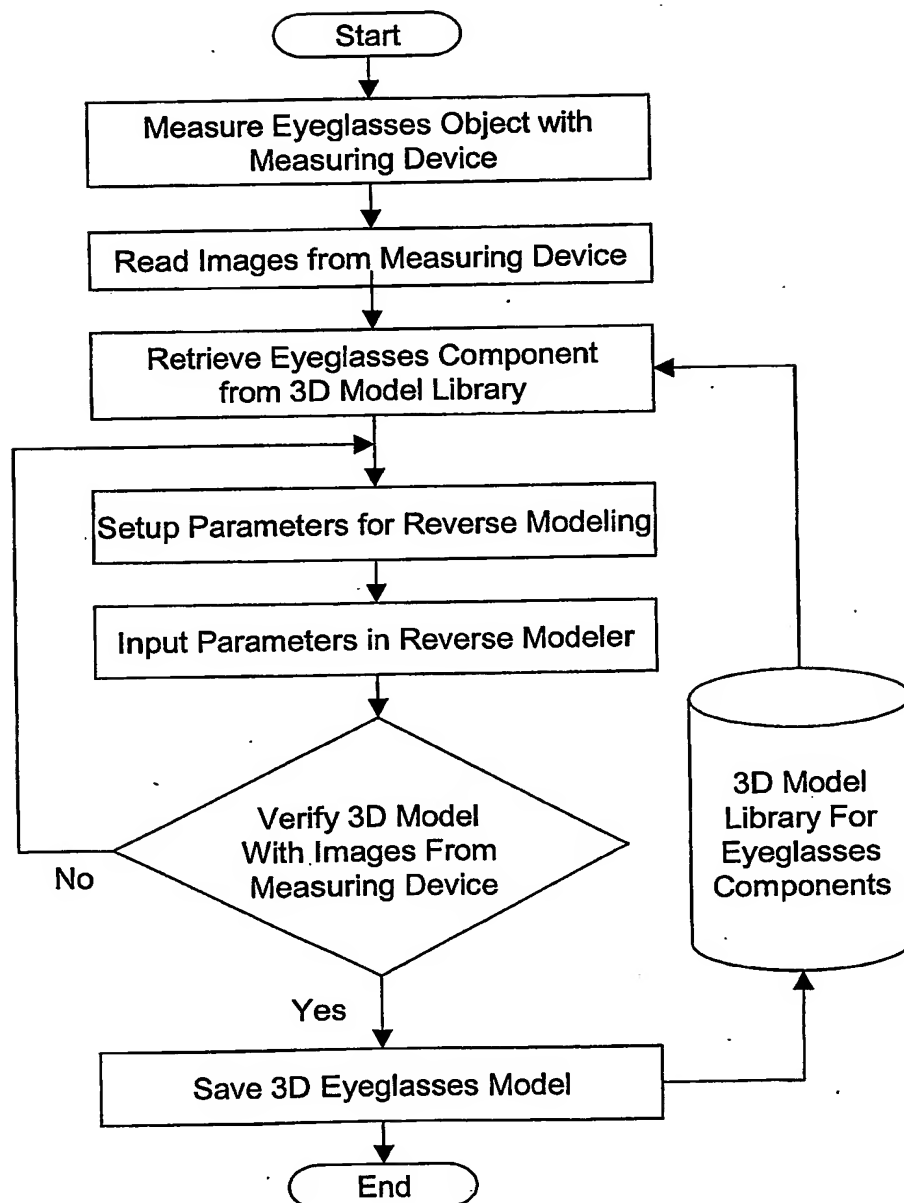 Start
Measure Eyeglasses Object with
Measuring Device
Read Images from Measuring Device
Retrieve Eyeglasses Component
from 3D Model Library
Setup Parameters for Reverse Modeling
Input Parameters in Reverse Modeler
Verify 3D Model
With Images From
Measuring Device
No
3D Model
Library For
Eyeglasses
Components
Yes
Save 3D Eyeglasses Model
End